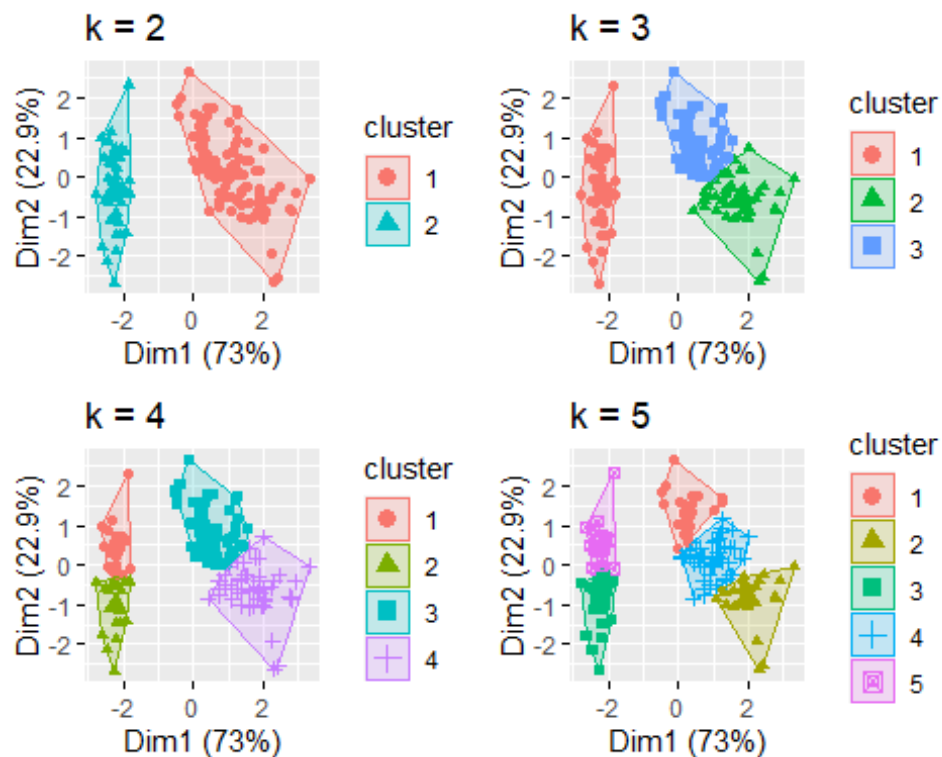 k = 2
Dim2 (22.9%)
2
1
0
-1
-2
-2
0
2
Dim1 (73%)
cluster
1
2
k = 3
Dim2 (22.9%)
2
1
0
-1
-2
-2
0
2
Dim1 (73%)
cluster
1
2
3
k = 4
Dim2 (22.9%)
2
1
0
-1
-2
-2
0
2
Dim1 (73%)
cluster
1
2
3
4
k = 5
Dim2 (22.9%)
2
1
0
-1
-2
-2
0
2
Dim1 (73%)
cluster
1
2
3
4
5